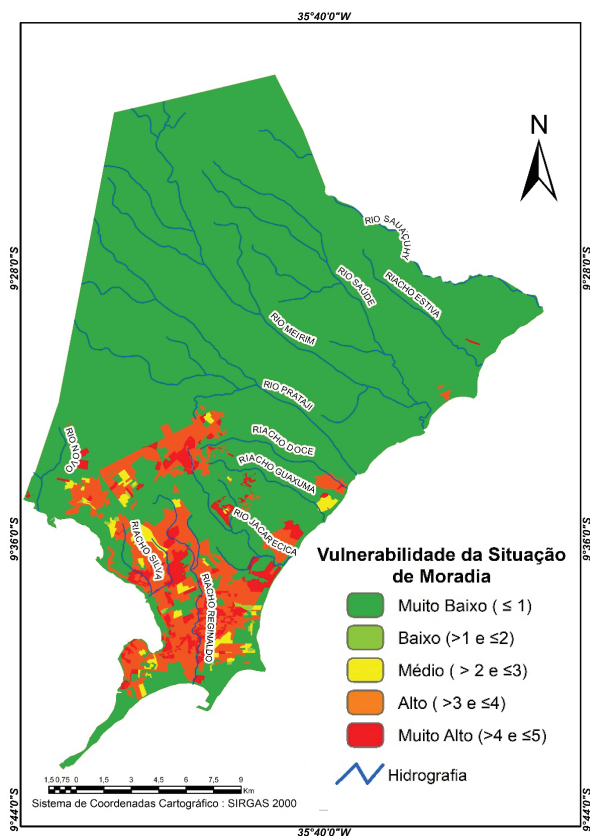 35°40'0"W
N
9°28'0"S
9°28'0"S
RIO SAUAÇUHY
RIO SAÚDE
RIACHO ESTIVA
RIO MEIRIM
RIO PRATAJI
RIACHO DOCE
RIO NOVO
RIACHO GUAXUMA
RIO JACARECICA
9°36'0"S
9°36'0"S
RIACHO SILVA
RIACHO REGINALDO
Vulnerabilidade da Situação
de Moradia
Muito Baixo ( ≤ 1)
Baixo (>1 e ≤2)
Médio ( > 2 e ≤3)
Alto ( >3 e ≤4)
Muito Alto (>4 e ≤5)
Hidrografia
1,5 0,75 0 1,5 3 4,5 6 7,5 9
Km
Sistema de Coordenadas Cartográfico : SIRGAS 2000
9°44'0"S
9°44'0"S
35°40'0"W